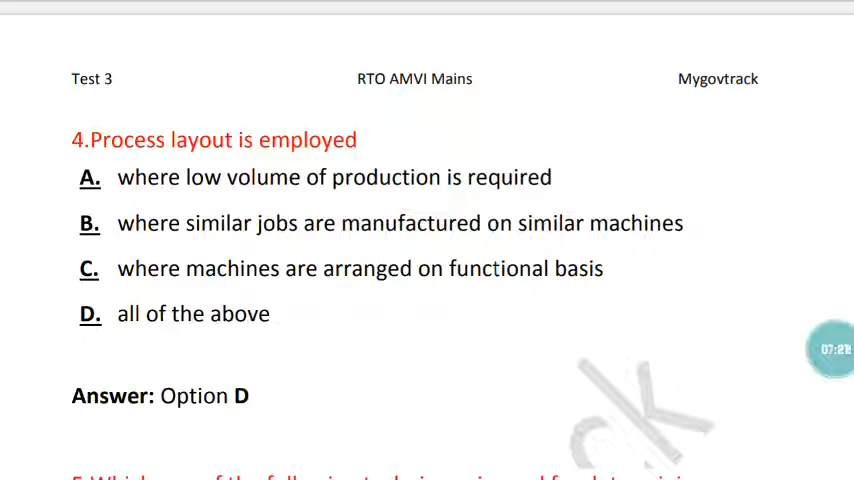 Test 3 RTO AMVI Mains Mygovtrack
4.Process layout is employed
A. where low volume of production is required
B. where similar jobs are manufactured on similar machines
C. where machines are arranged on functional basis
D. all of the above
Answer: Option D